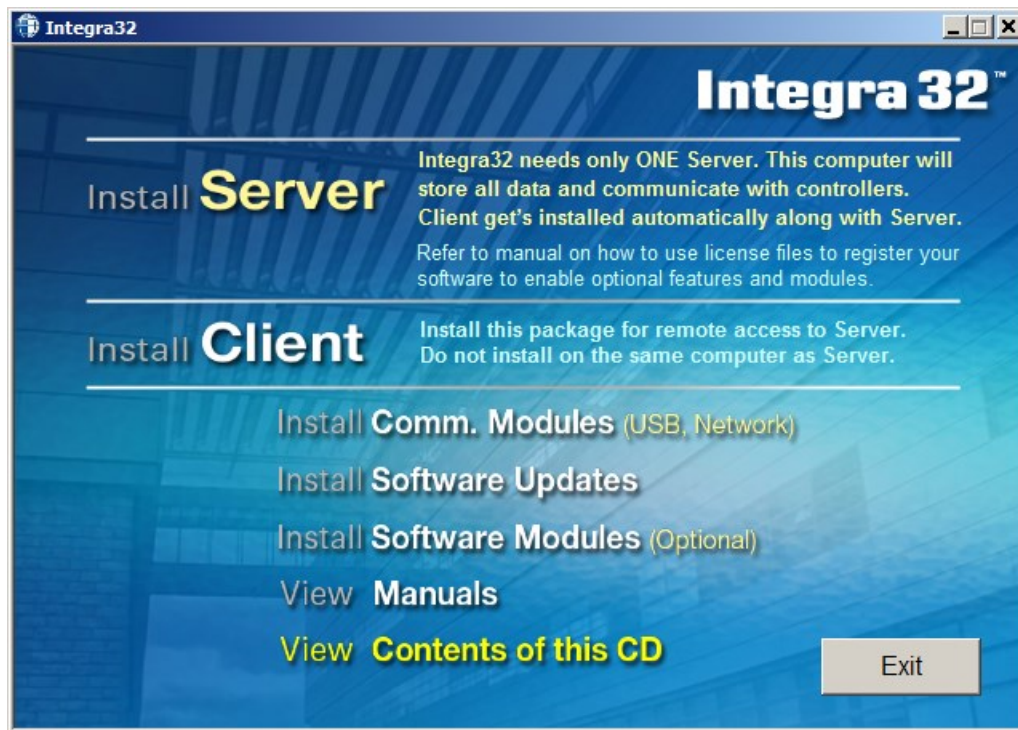 Integra32
Integra 32™
Install Server
Integra32 needs only ONE Server. This computer will
store all data and communicate with controllers.
Client get's installed automatically along with Server.
Refer to manual on how to use license files to register your
software to enable optional features and modules.
Install Client
Install this package for remote access to Server.
Do not install on the same computer as Server.
Install Comm. Modules (USB, Network)
Install Software Updates
Install Software Modules (Optional)
View Manuals
View Contents of this CD
Exit